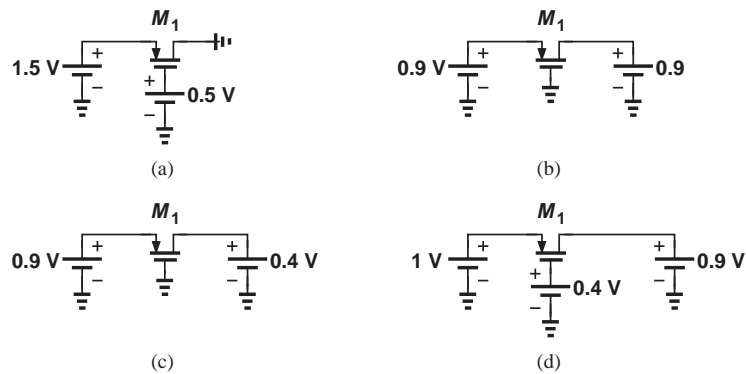 M1
1.5 V
+
−
+
0.5 V
−
(a)
M1
0.9 V
+
−
+
0.9
−
(b)
M1
0.9 V
+
−
+
0.4 V
−
(c)
M1
1 V
+
−
+
0.4 V
−
+
0.9 V
−
(d)